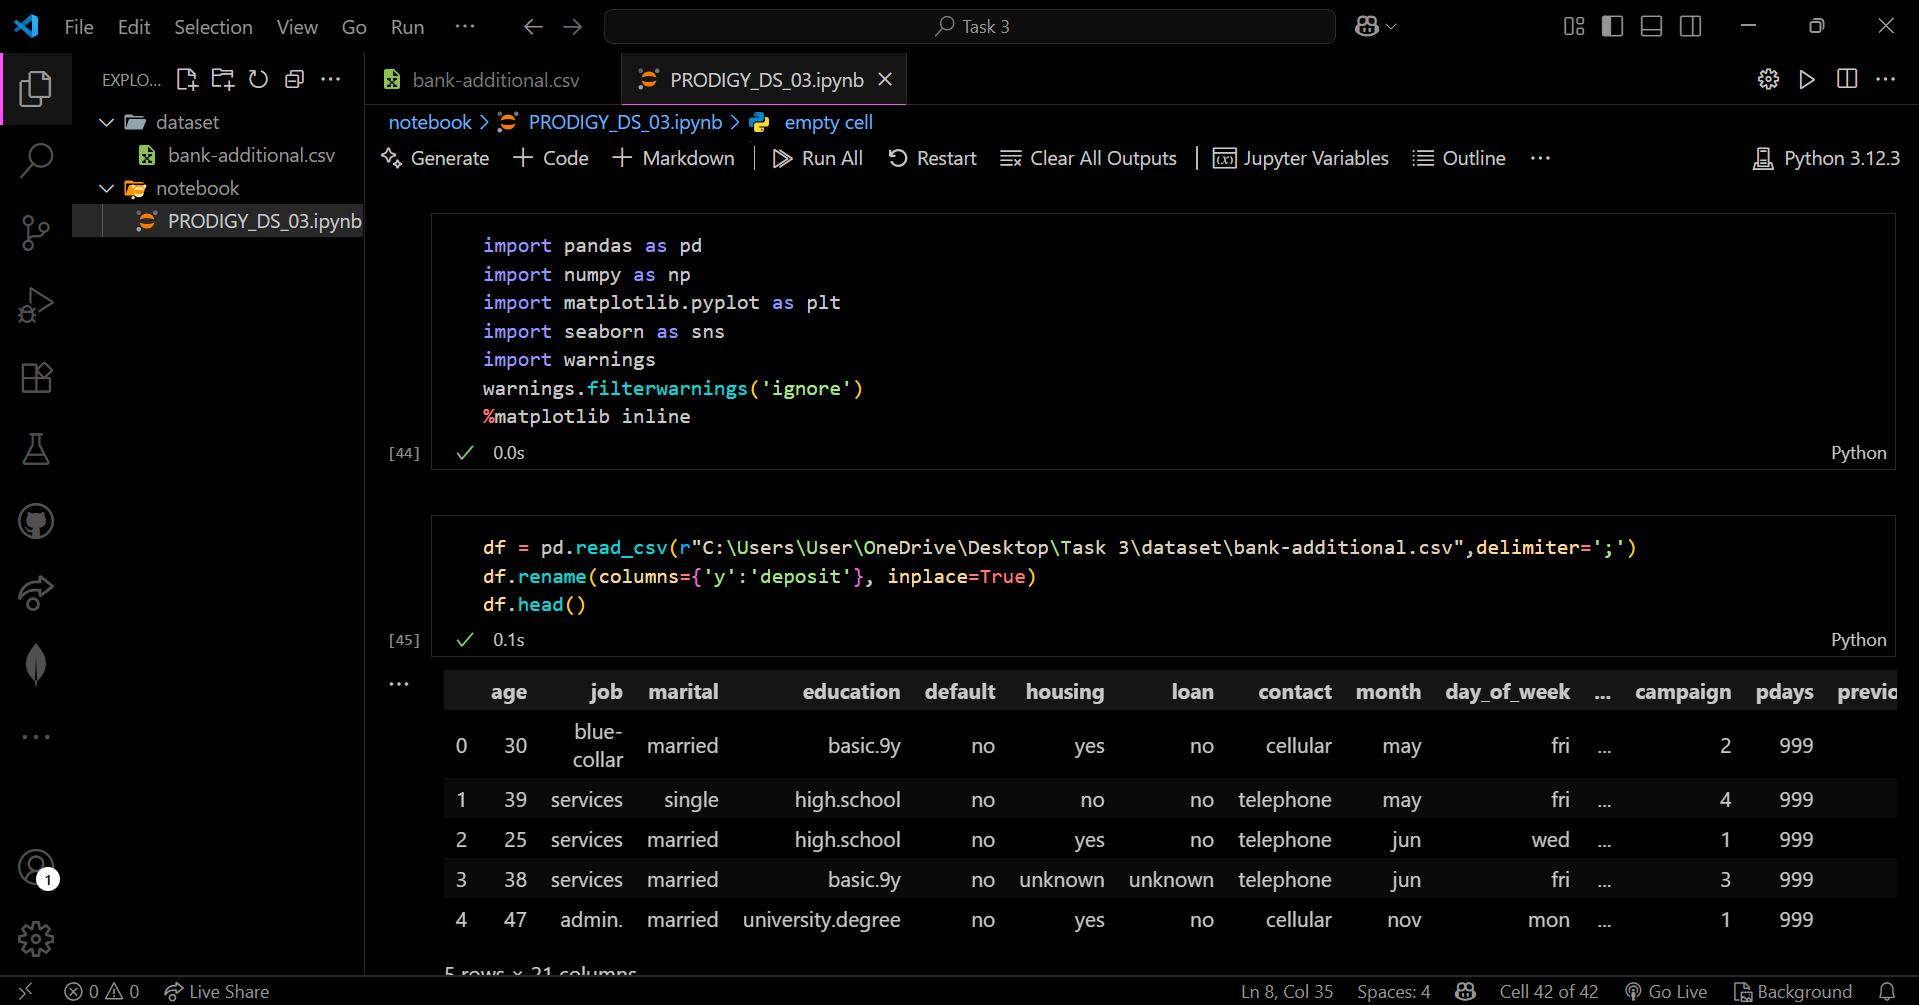 File Edit Selection View Go Run ... Task 3
EXPLO...
bank-additional.csv PRODIGY_DS_03.ipynb
dataset
bank-additional.csv
notebook
PRODIGY_DS_03.ipynb
1
notebook > PRODIGY_DS_03.ipynb > empty cell
Generate + Code + Markdown | Run All Restart Clear All Outputs | Jupyter Variables Outline ... Python 3.12.3
import pandas as pd
import numpy as np
import matplotlib.pyplot as plt
import seaborn as sns
import warnings
warnings.filterwarnings('ignore')
%matplotlib inline
[44] ✓ 0.0s Python
df = pd.read_csv(r"C:\Users\User\OneDrive\Desktop\Task 3\dataset\bank-additional.csv",delimiter=';')
df.rename(columns={'y':'deposit'}, inplace=True)
df.head()
[45] ✓ 0.1s Python
age job marital education default housing loan contact month day_of_week ... campaign pdays previo
0 30 blue-collar married basic.9y no yes no cellular may fri ... 2 999
1 39 services single high.school no no no telephone may fri ... 4 999
2 25 services married high.school no yes no telephone jun wed ... 1 999
3 38 services married basic.9y no unknown unknown telephone jun fri ... 3 999
4 47 admin. married university.degree no yes no cellular nov mon ... 1 999
5 rows × 21 columns
0 0 Live Share Ln 8, Col 35 Spaces: 4 Cell 42 of 42 Go Live Background